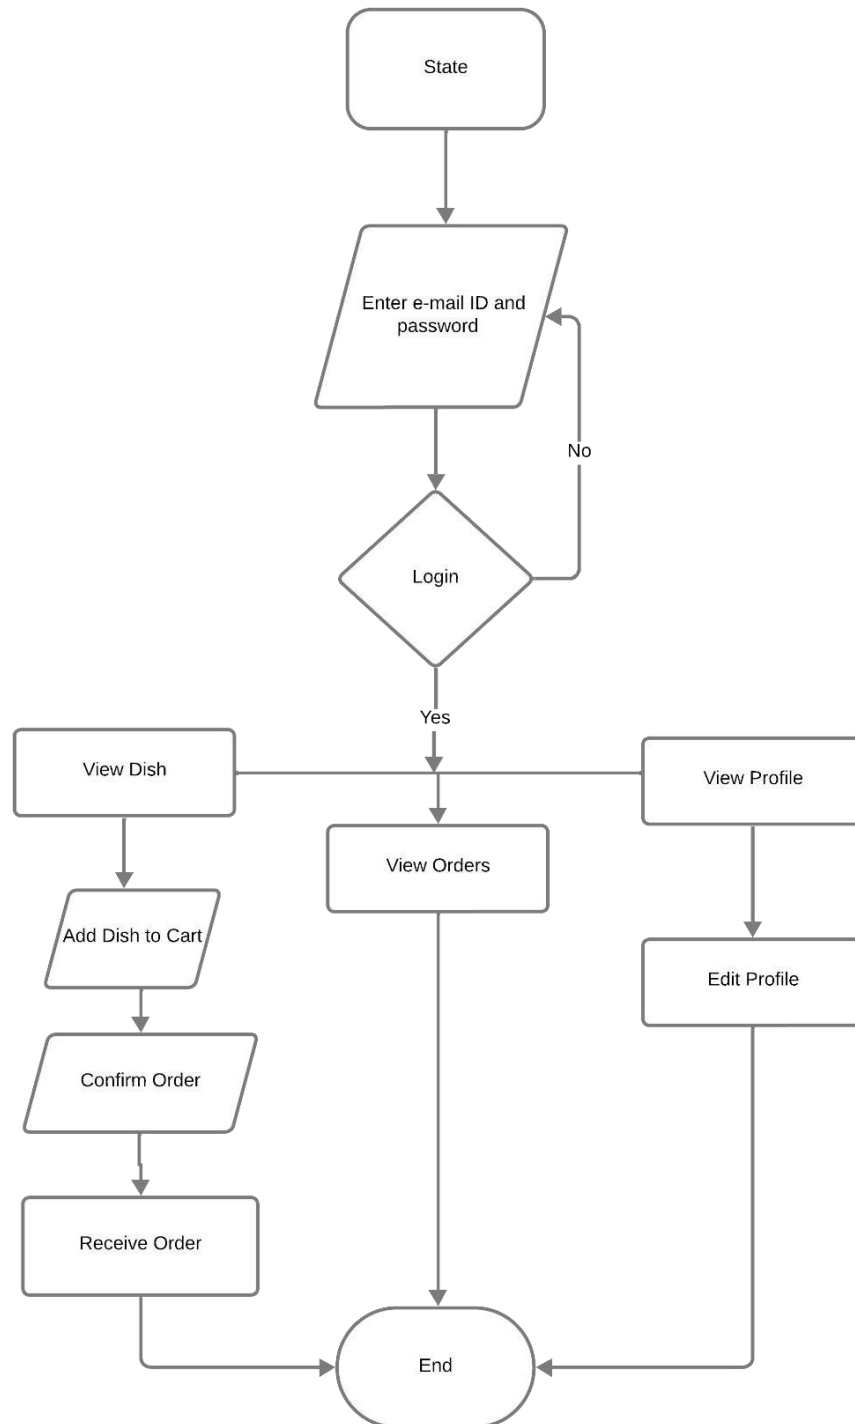 State
Enter e-mail ID and
password
No
Login
Yes
View Dish
View Profile
View Orders
Add Dish to Cart
Edit Profile
Confirm Order
Receive Order
End